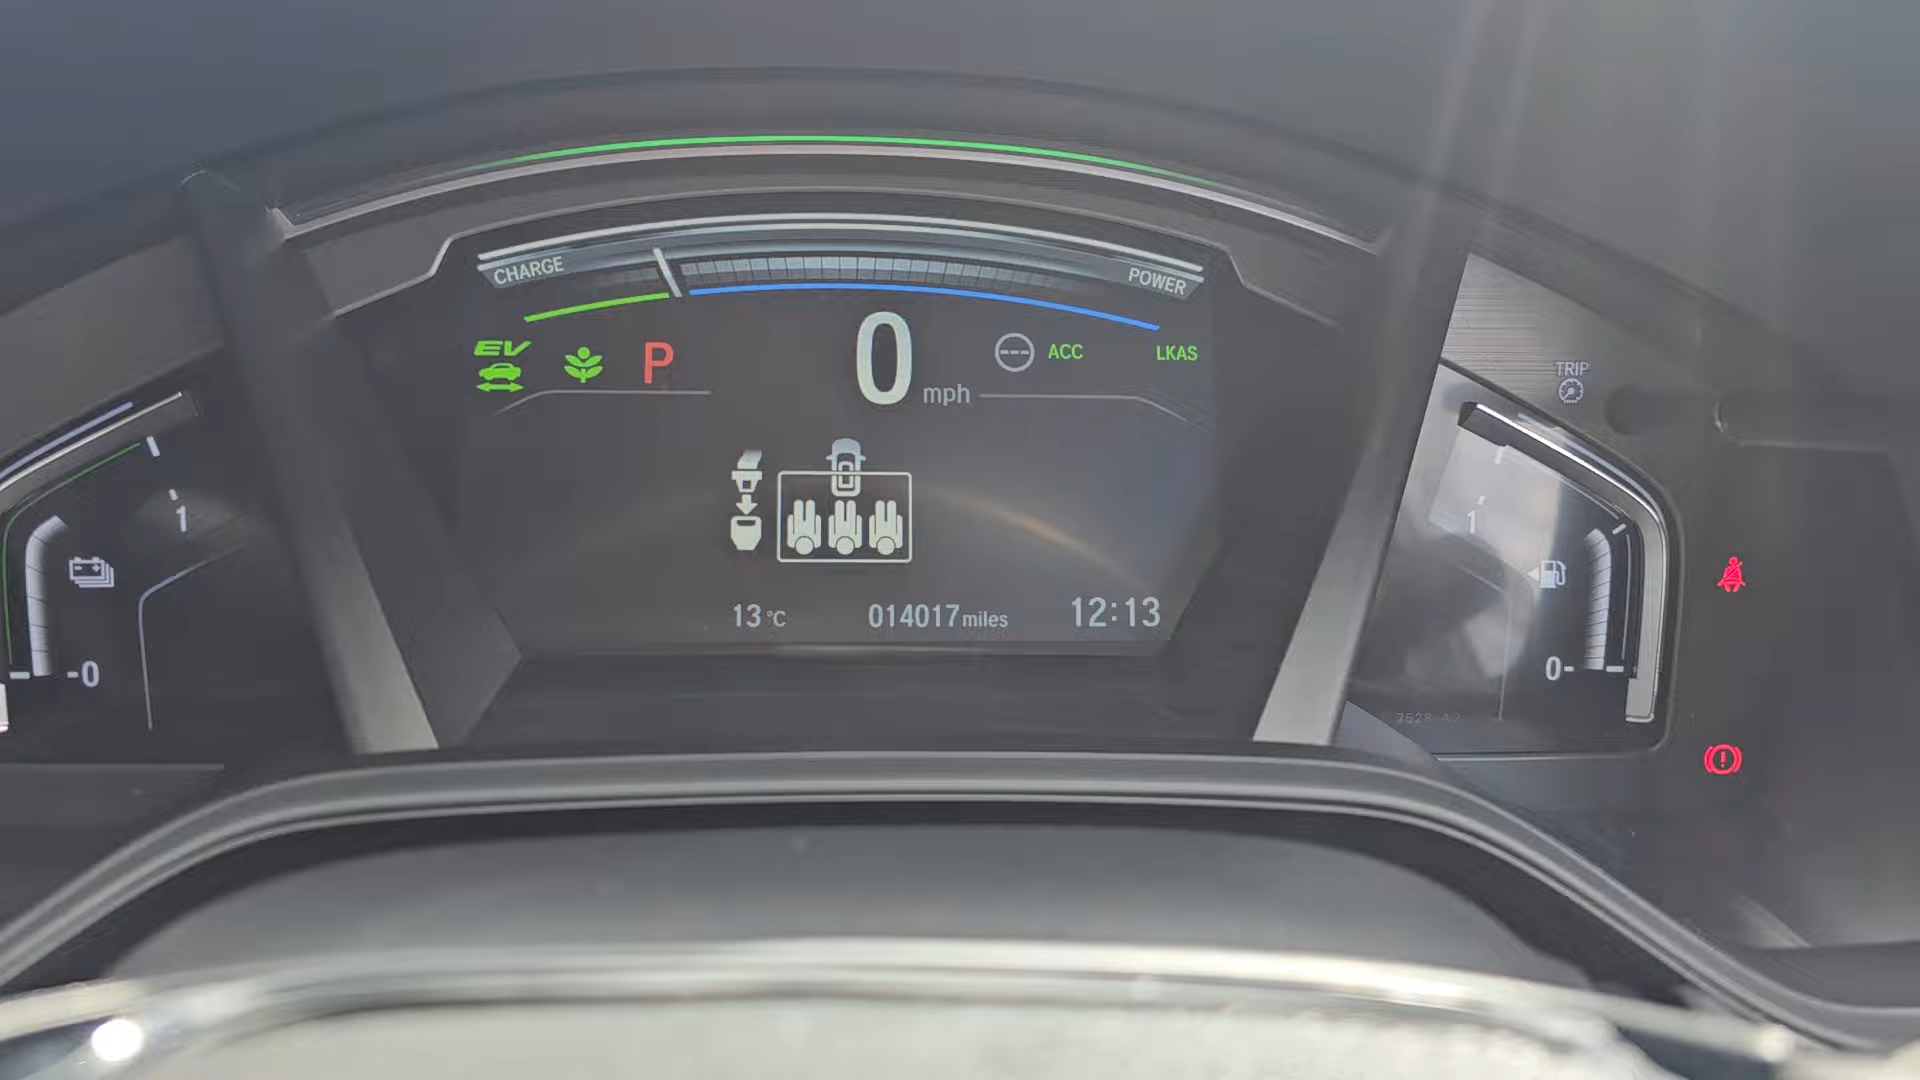 CHARGE
POWER
EV
P
0 mph
ACC
LKAS
TRIP
1
1
-0
0-
13°C
014017 miles
12:13